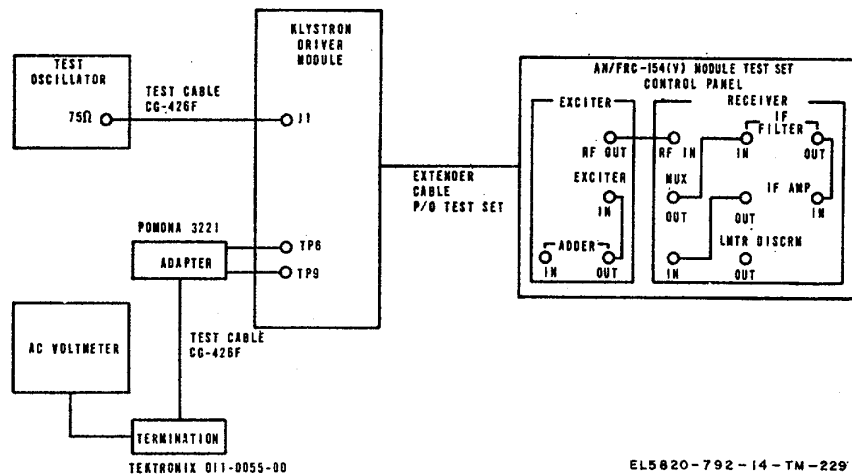 TEST
OSCILLATOR
75Ω
TEST CABLE
CG-426F
KLYSTRON
DRIVER
MODULE
J1
TP6
TP9
POMONA 3221
ADAPTER
TEST CABLE
CG-426F
AC VOLTMETER
TERMINATION
TEKTRONIX 011-0055-00
EXTENDER
CABLE
P/O TEST SET
AN/FRC-154(V) MODULE TEST SET
CONTROL PANEL
EXCITER
RF OUT
EXCITER
IN
ADDER
IN OUT
RECEIVER
IF
FILTER
RF IN IN OUT
MUX IF AMP
OUT OUT IN
LMTR DISCRM
IN OUT
EL5820-792-14-TM-229